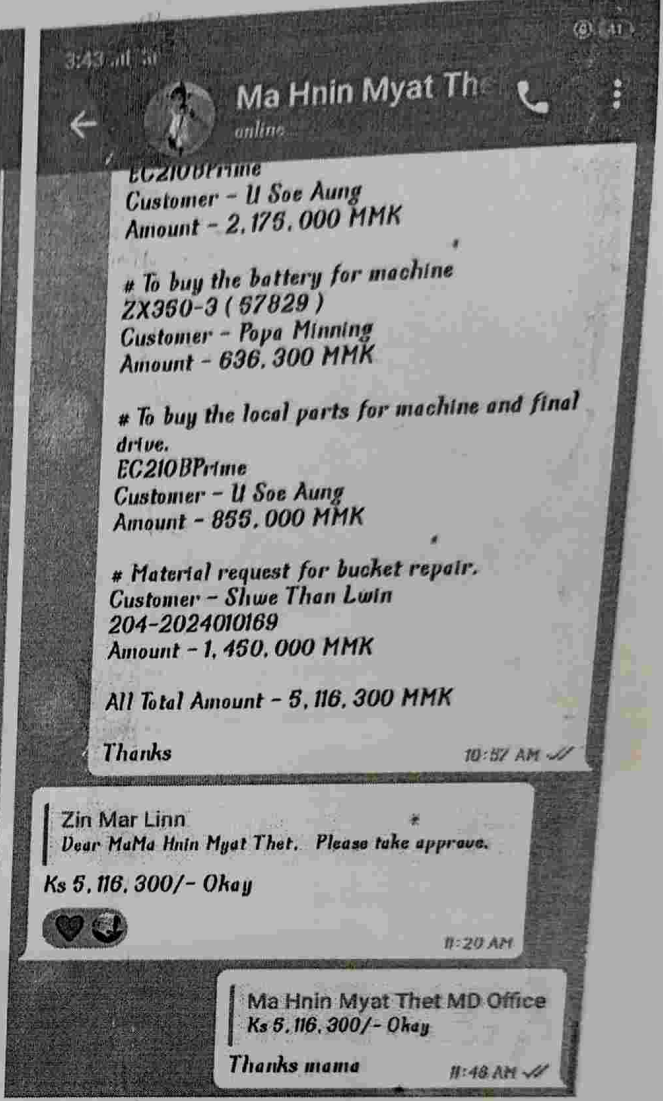 3:43
41
Ma Hnin Myat The
online
EC210BPrime
Customer - U Soe Aung
Amount - 2,175,000 MMK
# To buy the battery for machine
ZX350-3 ( 57829 )
Customer - Popa Minning
Amount - 636,300 MMK
# To buy the local parts for machine and final
drive.
EC210BPrime
Customer - U Soe Aung
Amount - 855,000 MMK
# Material request for bucket repair.
Customer - Shwe Than Lwin
204-2024010169
Amount - 1,450,000 MMK
All Total Amount - 5,116,300 MMK
Thanks
10:57 AM
Zin Mar Linn
Dear MaMa Hnin Myat Thet. Please take approve.
Ks 5,116,300/- Okay
11:20 AM
Ma Hnin Myat Thet MD Office
Ks 5,116,300/- Okay
Thanks mama
11:48 AM